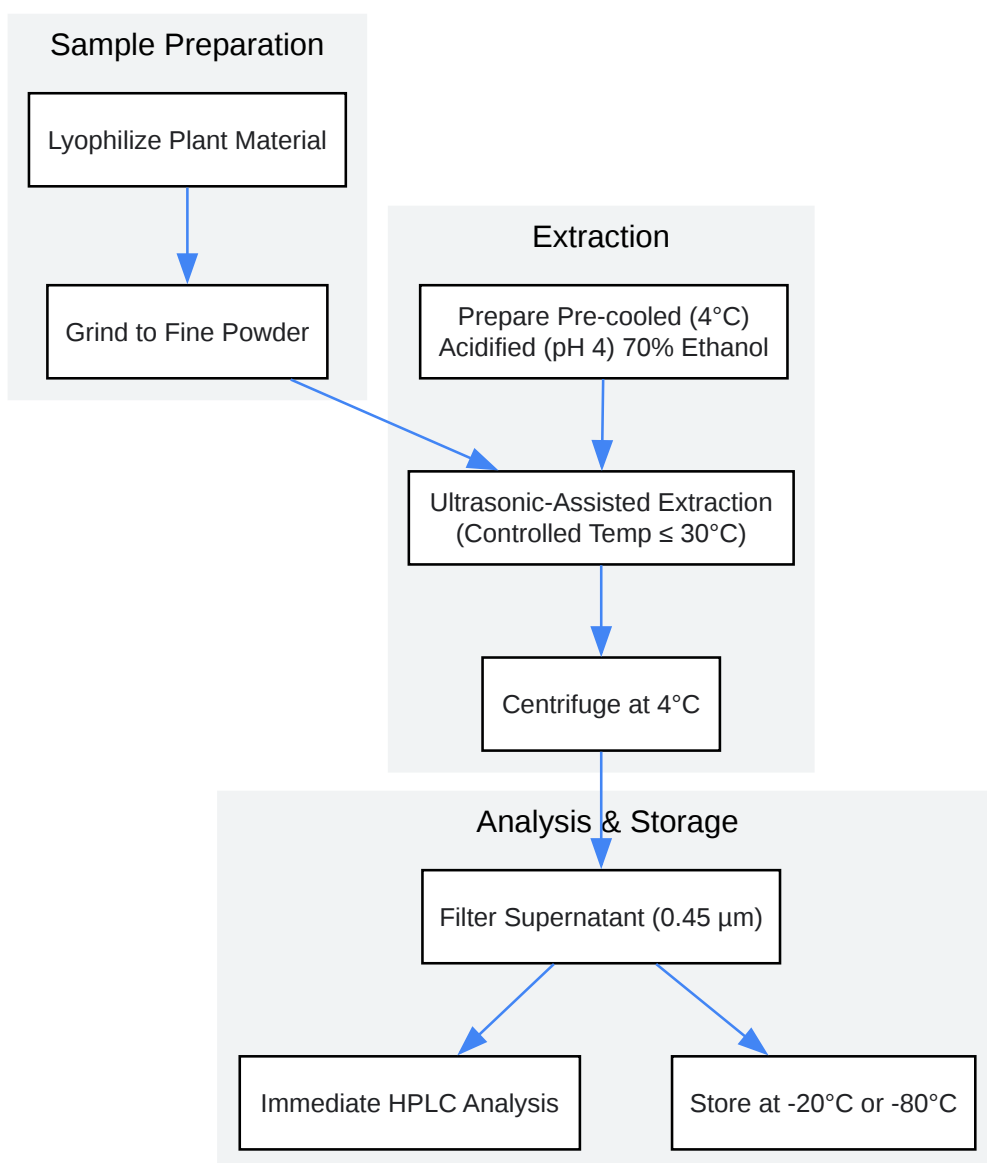 Sample Preparation
Lyophilize Plant Material
Grind to Fine Powder
Extraction
Prepare Pre-cooled (4°C)
Acidified (pH 4) 70% Ethanol
Ultrasonic-Assisted Extraction
(Controlled Temp ≤ 30°C)
Centrifuge at 4°C
Analysis & Storage
Filter Supernatant (0.45 µm)
Immediate HPLC Analysis
Store at -20°C or -80°C